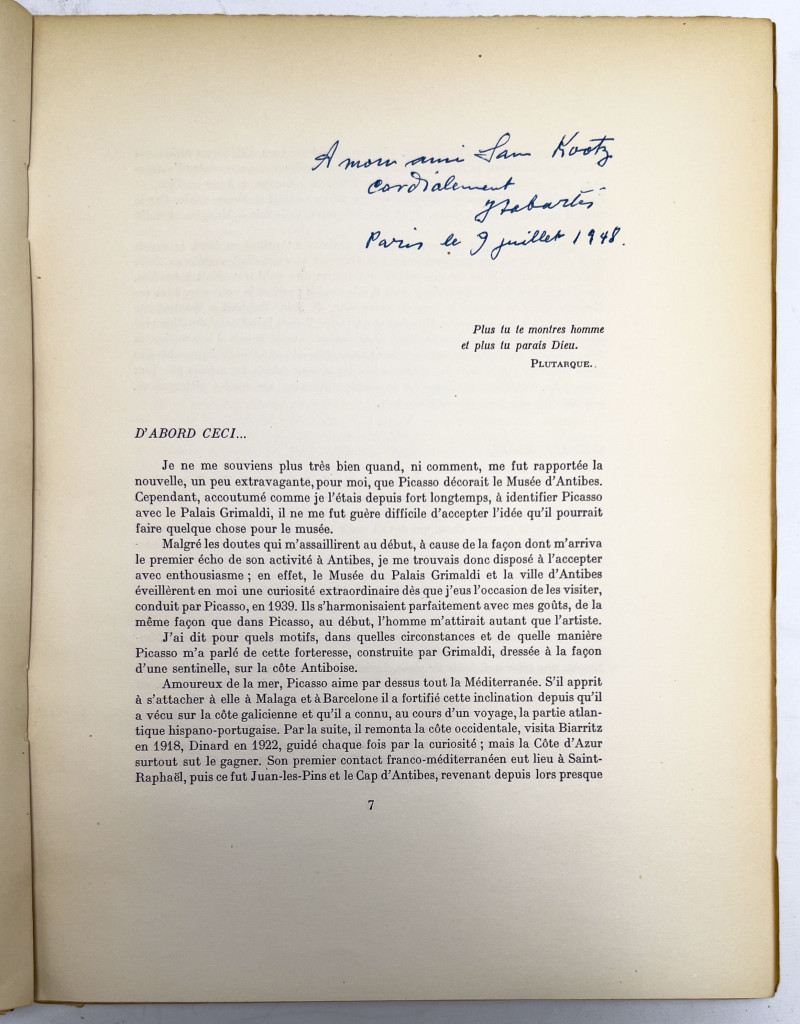 A mon ami Sam Kootz
cordialement
JSabartés
Paris le 9 juillet 1948.
Plus tu te montres homme
et plus tu parais Dieu.
PLUTARQUE.
D'ABORD CECI...
Je ne me souviens plus très bien quand, ni comment, me fut rapportée la
nouvelle, un peu extravagante, pour moi, que Picasso décorait le Musée d'Antibes.
Cependant, accoutumé comme je l'étais depuis fort longtemps, à identifier Picasso
avec le Palais Grimaldi, il ne me fut guère difficile d'accepter l'idée qu'il pourrait
faire quelque chose pour le musée.
Malgré les doutes qui m'assaillirent au début, à cause de la façon dont m'arriva
le premier écho de son activité à Antibes, je me trouvais donc disposé à l'accepter
avec enthousiasme ; en effet, le Musée du Palais Grimaldi et la ville d'Antibes
éveillèrent en moi une curiosité extraordinaire dès que j'eus l'occasion de les visiter,
conduit par Picasso, en 1939. Ils s'harmonisaient parfaitement avec mes goûts, de la
même façon que dans Picasso, au début, l'homme m'attirait autant que l'artiste.
J'ai dit pour quels motifs, dans quelles circonstances et de quelle manière
Picasso m'a parlé de cette forteresse, construite par Grimaldi, dressée à la façon
d'une sentinelle, sur la côte Antiboise.
Amoureux de la mer, Picasso aime par dessus tout la Méditerranée. S'il apprit
à s'attacher à elle à Malaga et à Barcelone il a fortifié cette inclination depuis qu'il
a vécu sur la côte galicienne et qu'il a connu, au cours d'un voyage, la partie atlan-
tique hispano-portugaise. Par la suite, il remonta la côte occidentale, visita Biarritz
en 1918, Dinard en 1922, guidé chaque fois par la curiosité ; mais la Côte d'Azur
surtout sut le gagner. Son premier contact franco-méditerranéen eut lieu à Saint-
Raphaël, puis ce fut Juan-les-Pins et le Cap d'Antibes, revenant depuis lors presque
7